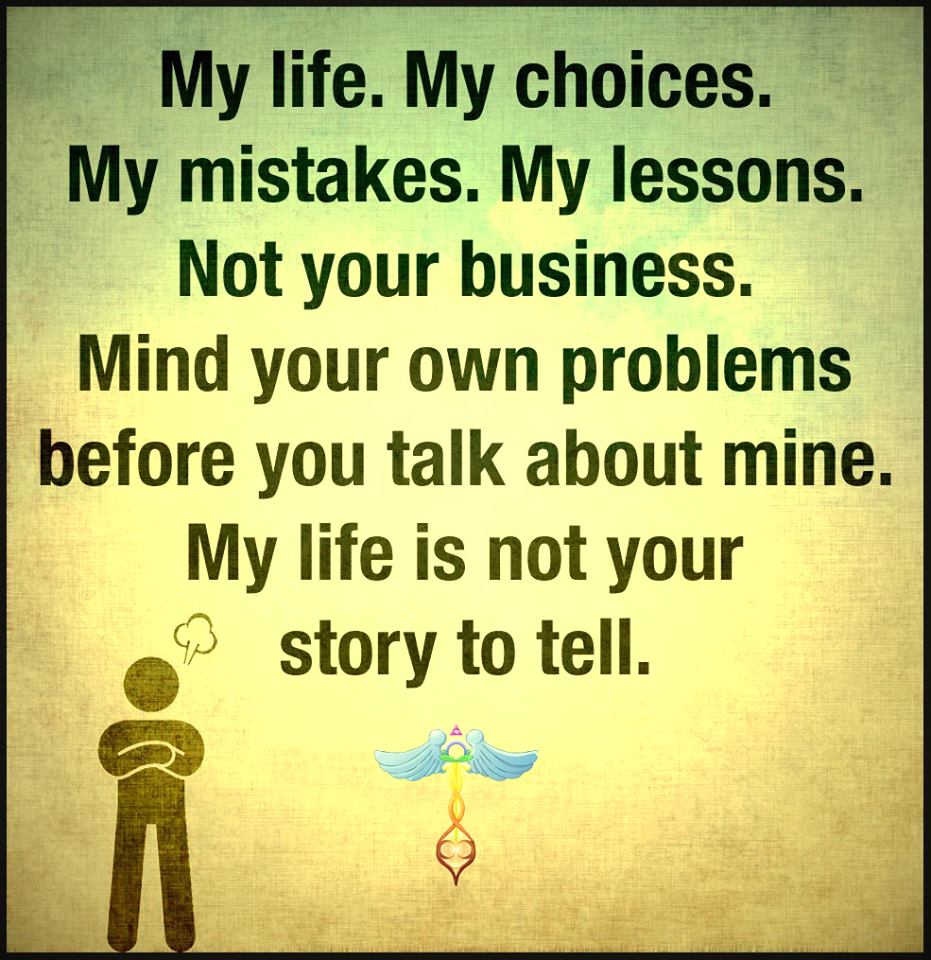 My life. My choices.
My mistakes. My lessons.
Not your business.
Mind your own problems
before you talk about mine.
My life is not your
story to tell.